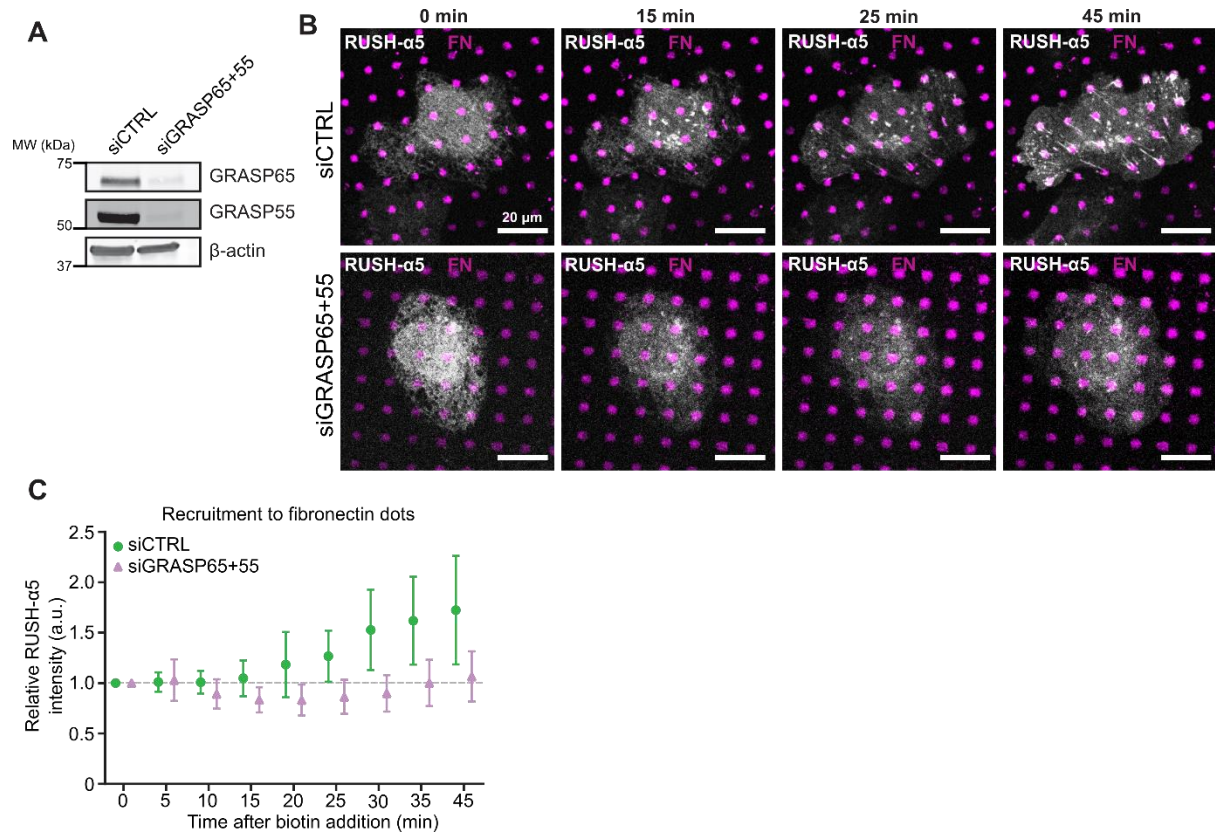 A
siCTRL
siGRASP65+55
MW (kDa)
75
GRASP65
GRASP55
50
β-actin
37
B
0 min
15 min
25 min
45 min
siCTRL
RUSH-α5 FN
20 µm
RUSH-α5 FN
RUSH-α5 FN
RUSH-α5 FN
siGRASP65+55
RUSH-α5 FN
RUSH-α5 FN
RUSH-α5 FN
RUSH-α5 FN
C
Recruitment to fibronectin dots
siCTRL
siGRASP65+55
Relative RUSH-α5
intensity (a.u.)
2.5
2.0
1.5
1.0
0.5
0
0 5 10 15 20 25 30 35 45
Time after biotin addition (min)